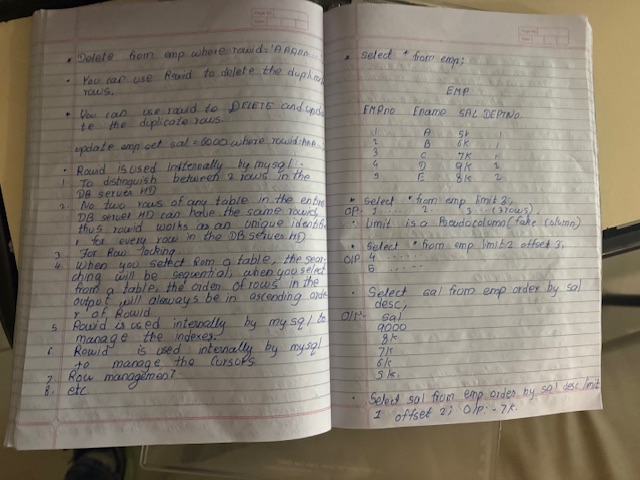 • Delete from emp where rowid='AAAAA...
• You can use Rowid to delete the duplicate
rows.
• You can use rowid to DELETE and upda
te the duplicate rows.
update emp set sal=6000 where rowid=
• Rowid is used internally by mysql :-
1. To distinguish between 2 rows in the
DB server HD
2. No two rows of any table in the entire
DB server HD can have the same rowid,
thus rowid works as an unique identifie
r for every row in the DB server HD
3 For Row locking
4. When you select from a table, the sear
ching will be sequential, when you select
from a table, the order of rows in the
output will always be in ascending orde
r of Rowid.
5 Rowid is used internally by mysql to
manage the indexes.
6 Rowid is used internally by mysql
to manage the cursors
7. Row management
8. etc
• select * from emp;
EMP
EMPno Ename SAL DEPTNO.
1 A 5k 1
2 B 6k 1
3 C 7k 1
4 D 9k 2
5 E 8k 2
• select * from emp limit 3;
OP- 1..... 2..... 3...(3 rows).
• limit is a Pseudocolumn (fake column)
• Select * from emp limit 2 offset 3;
O/P 4 .....
5 .....
• Select sal from emp order by sal
desc;
O/P:- sal
9000
8k
7k
6k
5k.
• Select sal from emp order by sal desc limit
1 offset 2; O/p:- 7k.